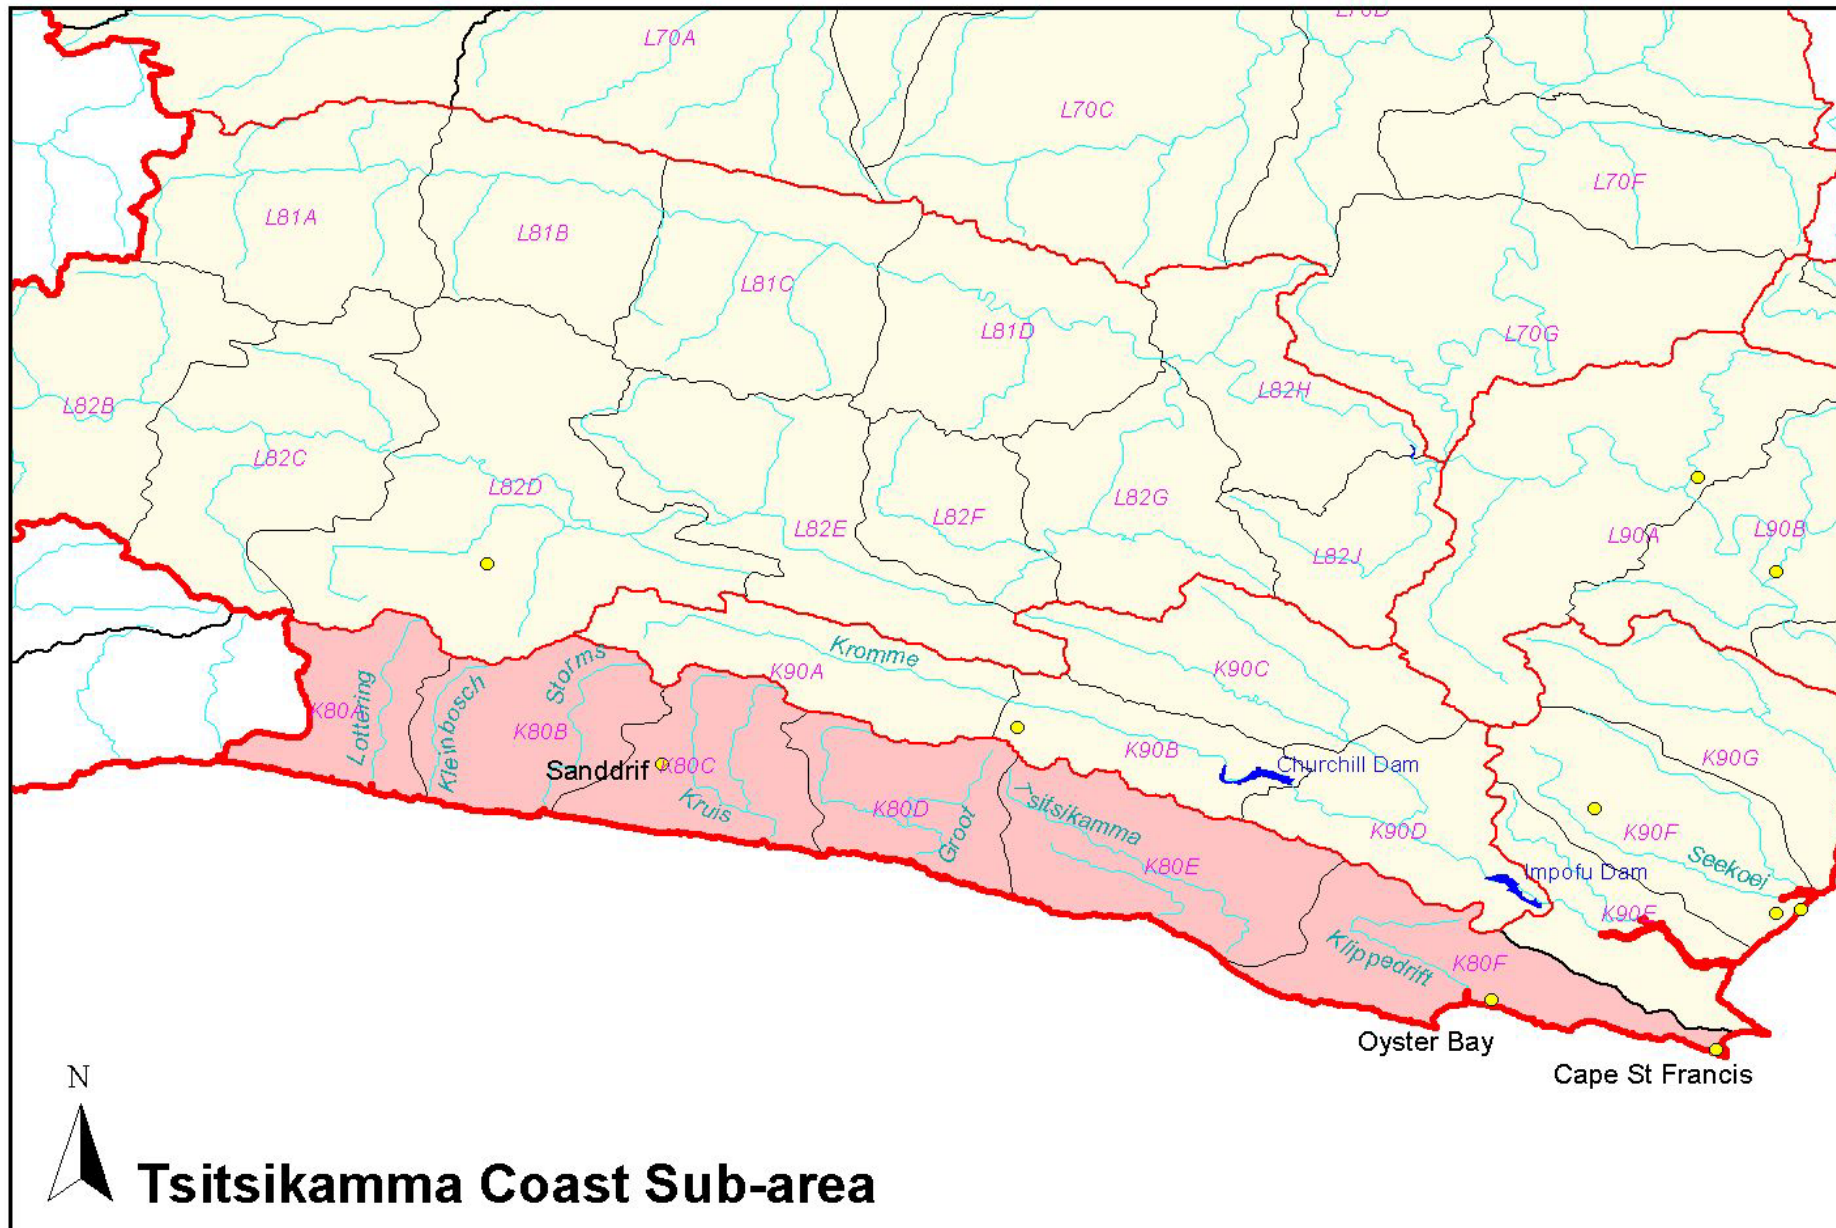 L70A
L70D
L70C
L70F
L81A
L81B
L81C
L81D
L70G
L82H
L82B
L82C
L82D
L82E
L82F
L82G
L82J
L90A
L90B
K80A
Lottering
Kleinbosch
Storms
K80B
K90A
Kromme
K90C
K90B
Churchill Dam
K90G
Sanddrif
K80C
Kruis
K80D
Groot
Tsitsikamma
K80E
K90D
K90F
Seekoei
Impofu Dam
K90E
Klippedrift
K80F
Oyster Bay
Cape St Francis
N
Tsitsikamma Coast Sub-area